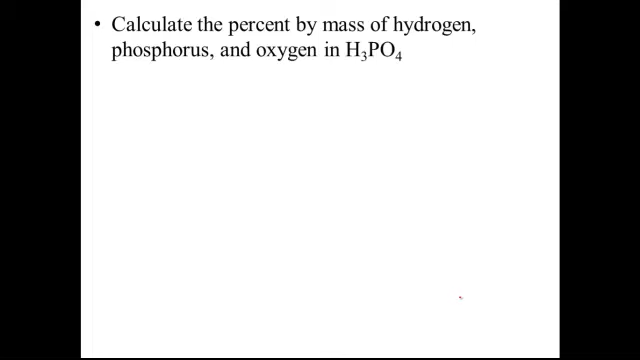 • Calculate the percent by mass of hydrogen,
phosphorus, and oxygen in H₃PO₄